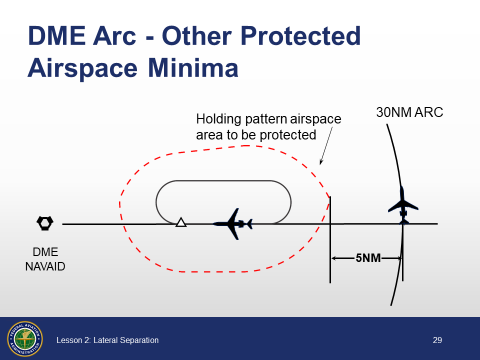 DME Arc - Other Protected
Airspace Minima
Holding pattern airspace
area to be protected
30NM ARC
DME
NAVAID
5NM
Lesson 2: Lateral Separation
29